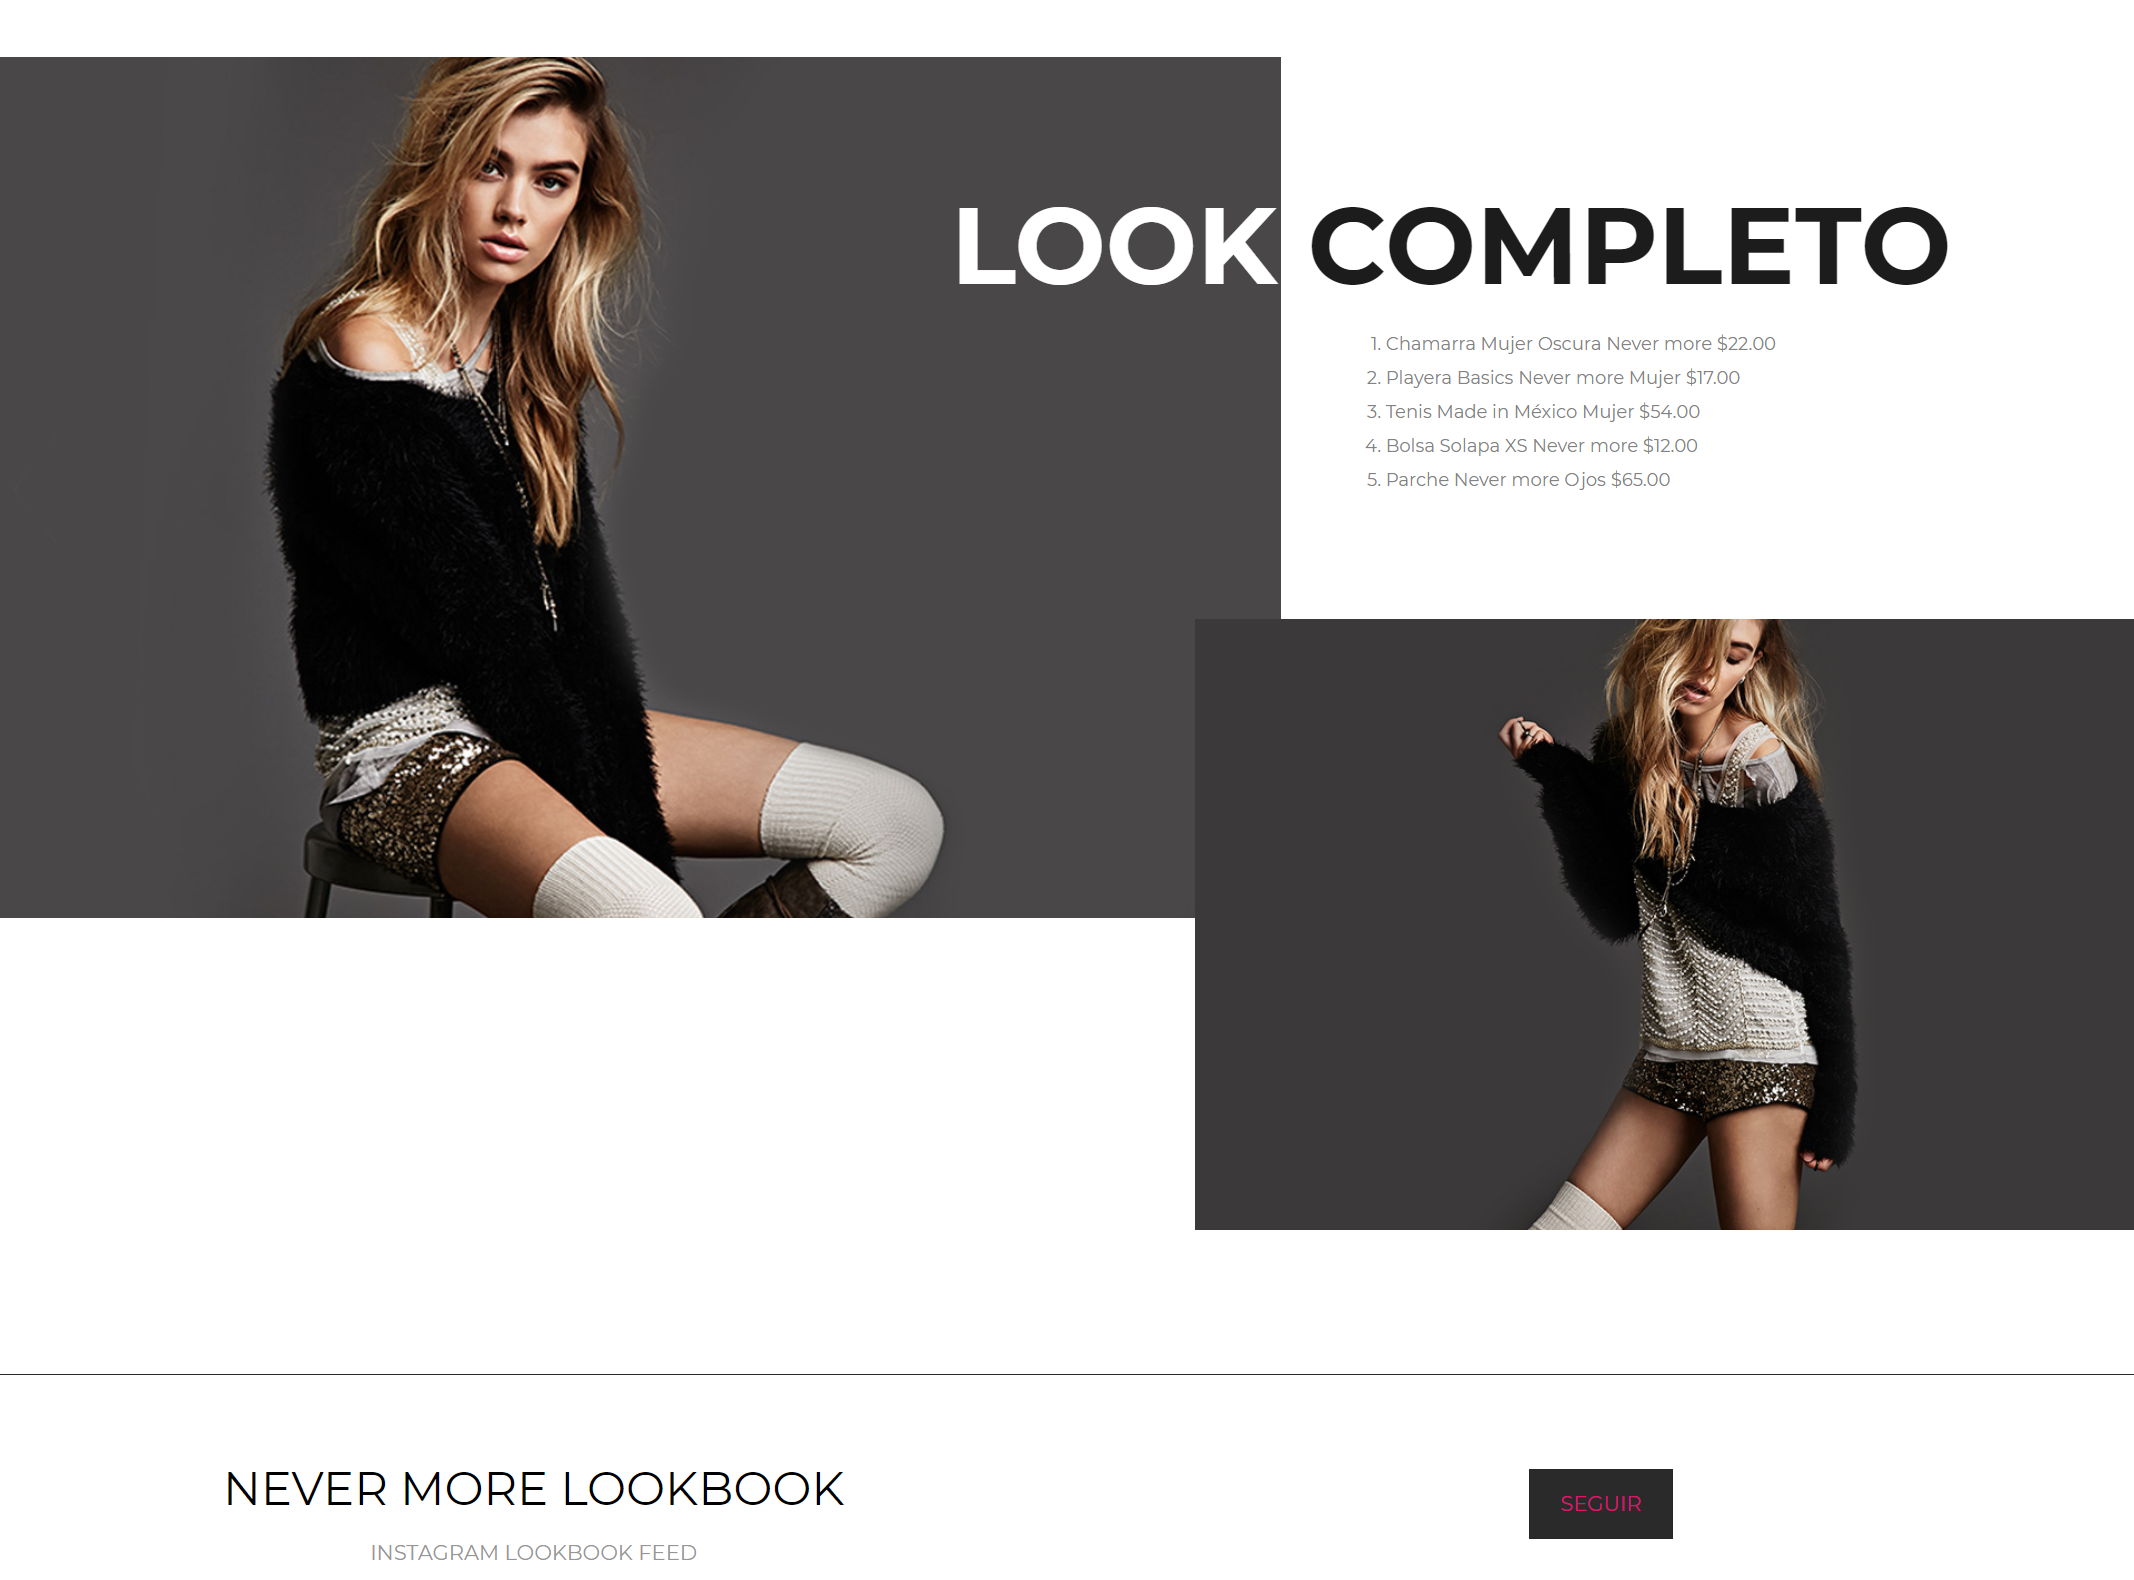 LOOK COMPLETO
1. Chamarra Mujer Oscura Never more $22.00
2. Playera Basics Never more Mujer $17.00
3. Tenis Made in México Mujer $54.00
4. Bolsa Solapa XS Never more $12.00
5. Parche Never more Ojos $65.00
NEVER MORE LOOKBOOK
INSTAGRAM LOOKBOOK FEED
SEGUIR